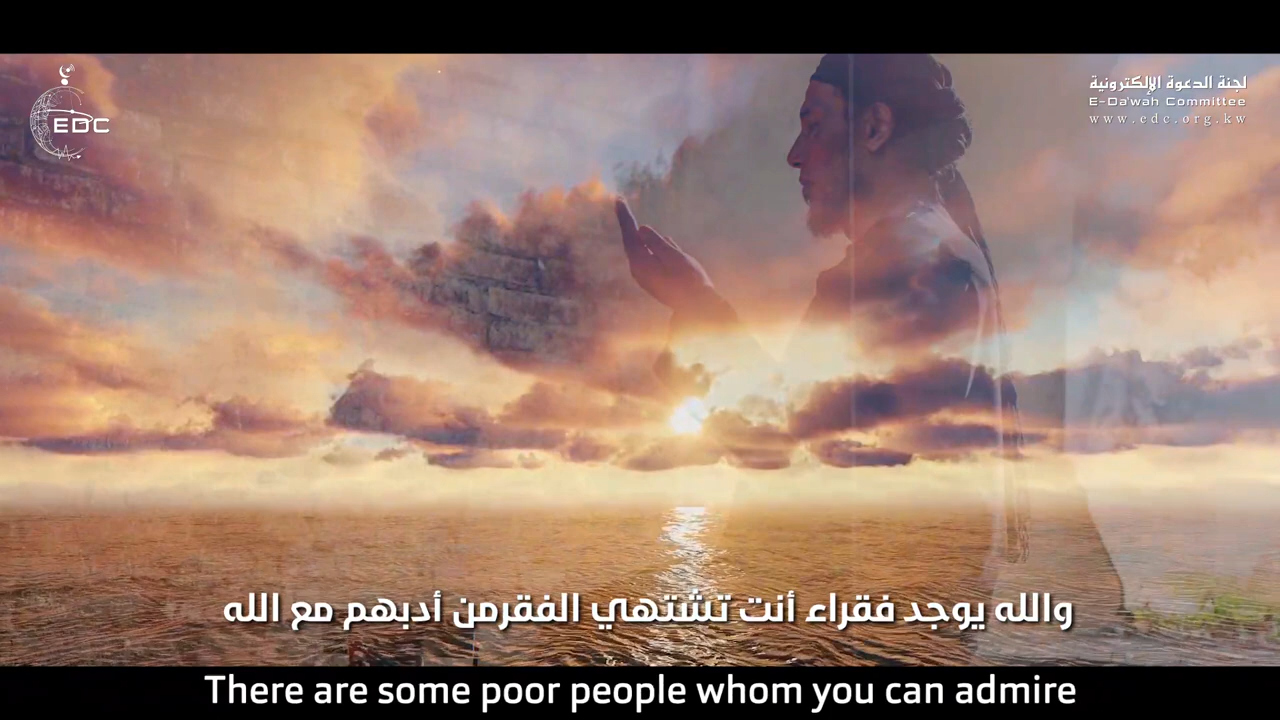 EDC
لجنة الدعوة الإلكترونية
E-Da'wah Committee
www.edc.org.kw
والله يوجد فقراء أنت تشتهي الفقرمن أدبهم مع الله
There are some poor people whom you can admire